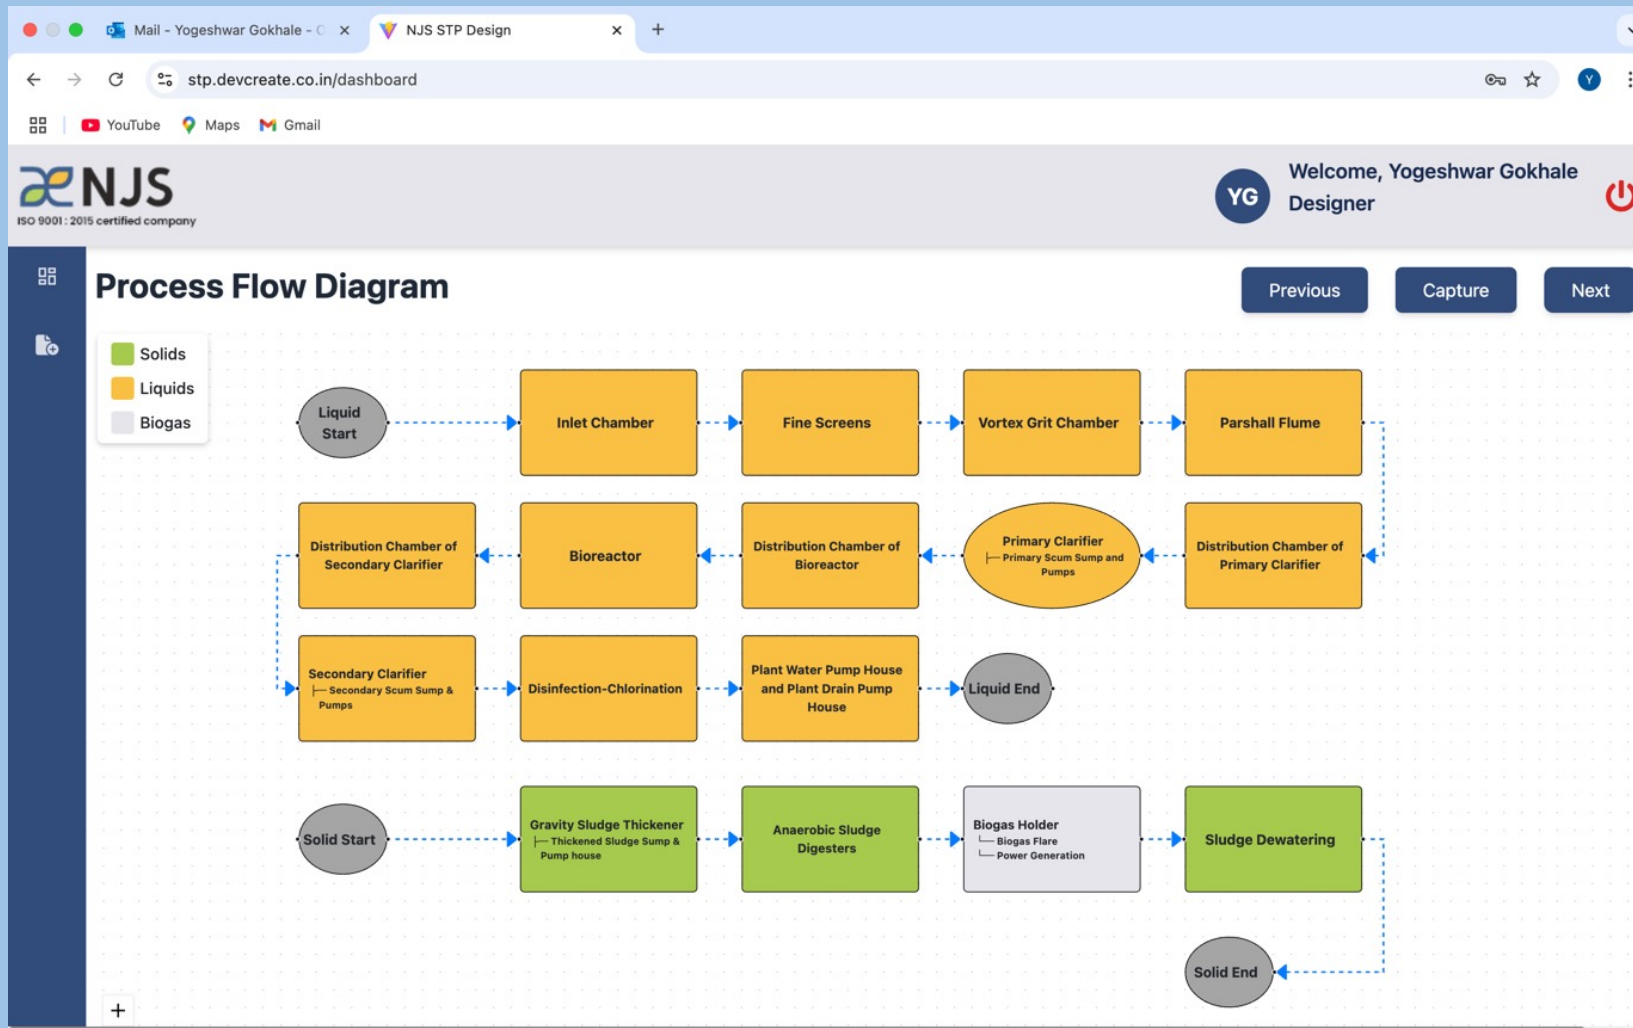 Mail - Yogeshwar Gokhale -
NJS STP Design
stp.devcreate.co.in/dashboard
Y
YouTube
Maps
Gmail
NJS
ISO 9001 : 2015 certified company
YG
Welcome, Yogeshwar Gokhale
Designer
Process Flow Diagram
Previous
Capture
Next
Solids
Liquids
Biogas
Liquid
Start
Inlet Chamber
Fine Screens
Vortex Grit Chamber
Parshall Flume
Distribution Chamber of
Secondary Clarifier
Bioreactor
Distribution Chamber of
Bioreactor
Primary Clarifier
Primary Scum Sump and
Pumps
Distribution Chamber of
Primary Clarifier
Secondary Clarifier
Secondary Scum Sump &
Pumps
Disinfection-Chlorination
Plant Water Pump House
and Plant Drain Pump
House
Liquid End
Solid Start
Gravity Sludge Thickener
Thickened Sludge Sump &
Pump house
Anaerobic Sludge
Digesters
Biogas Holder
Biogas Flare
Power Generation
Sludge Dewatering
Solid End